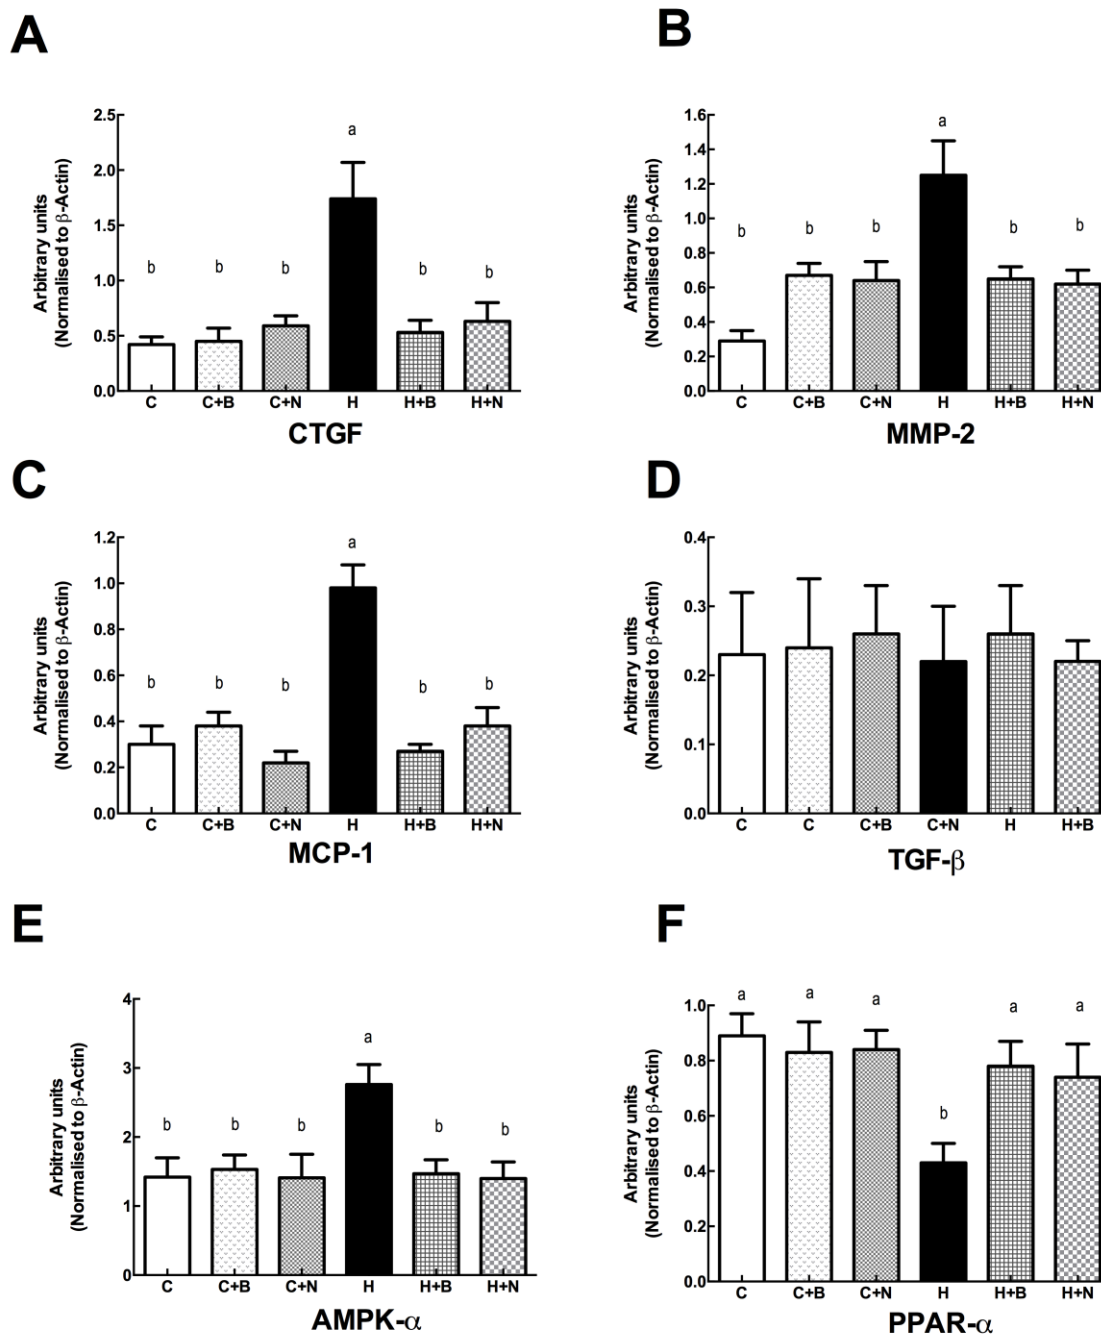 A
Arbitrary units
(Normalised to β-Actin)
2.5
2.0
1.5
1.0
0.5
0.0
b b b a b b
C C+B C+N H H+B H+N
CTGF
B
Arbitrary units
(Normalised to β-Actin)
1.6
1.4
1.2
1.0
0.8
0.6
0.4
0.2
0.0
b b b a b b
C C+B C+N H H+B H+N
MMP-2
C
Arbitrary units
(Normalised to β-Actin)
1.2
1.0
0.8
0.6
0.4
0.2
0.0
b b b a b b
C C+B C+N H H+B H+N
MCP-1
D
Arbitrary units
(Normalised to β-Actin)
0.4
0.3
0.2
0.1
0.0
C C C+B C+N H H+B
TGF-β
E
Arbitrary units
(Normalised to β-Actin)
4
3
2
1
0
b b b a b b
C C+B C+N H H+B H+N
AMPK-α
F
Arbitrary units
(Normalised to β-Actin)
1.0
0.8
0.6
0.4
0.2
0.0
a a a b a a
C C+B C+N H H+B H+N
PPAR-α